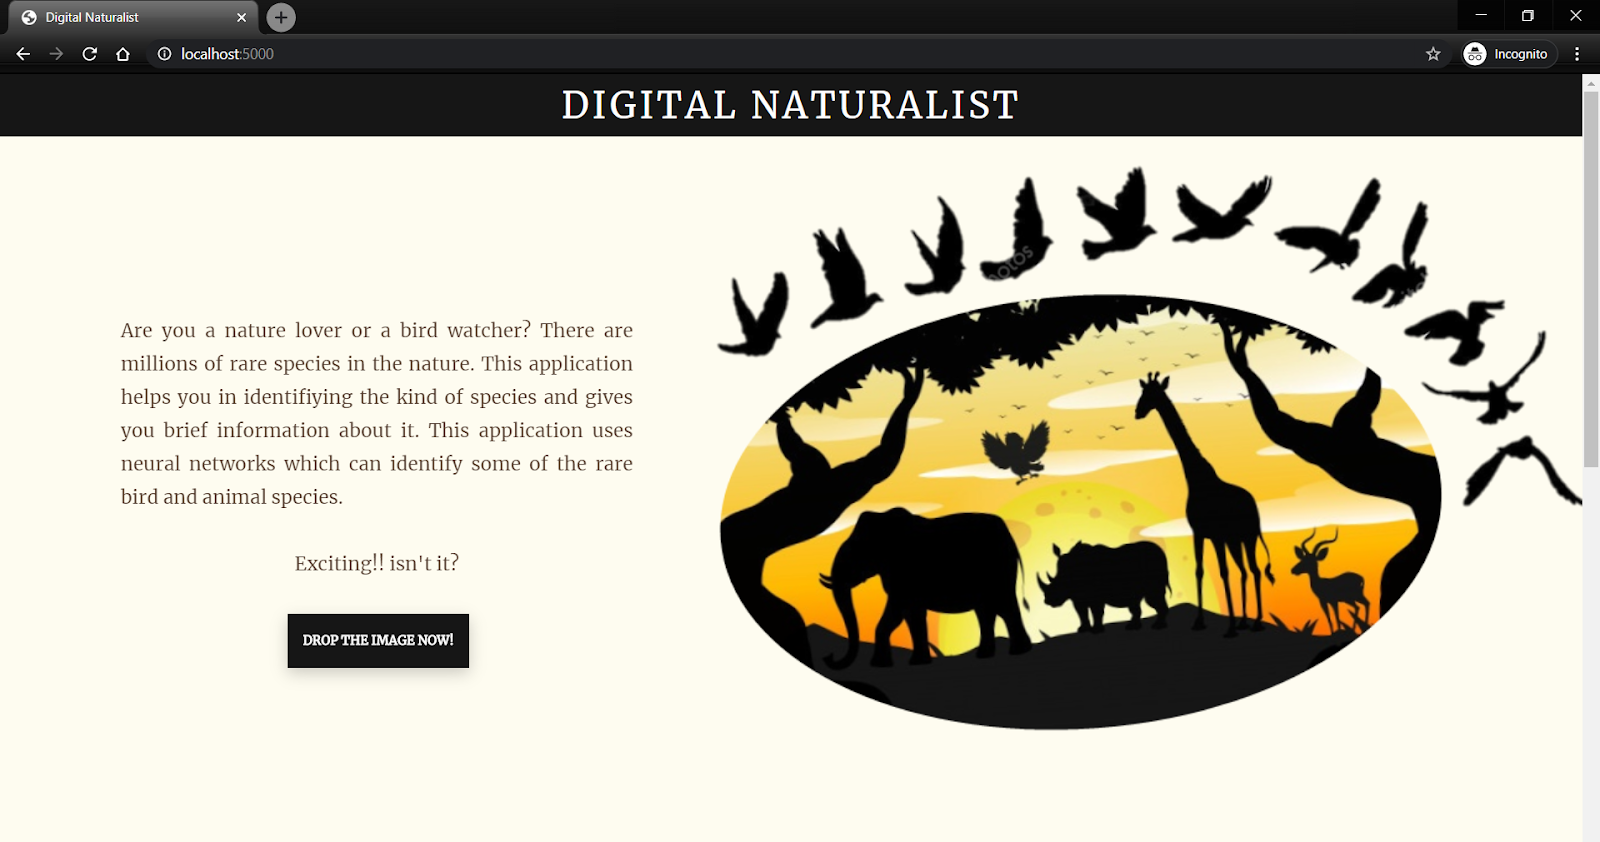 Digital Naturalist
localhost:5000
Incognito
DIGITAL NATURALIST
Are you a nature lover or a bird watcher? There are
millions of rare species in the nature. This application
helps you in identifiying the kind of species and gives
you brief information about it. This application uses
neural networks which can identify some of the rare
bird and animal species.
Exciting!! isn't it?
DROP THE IMAGE NOW!